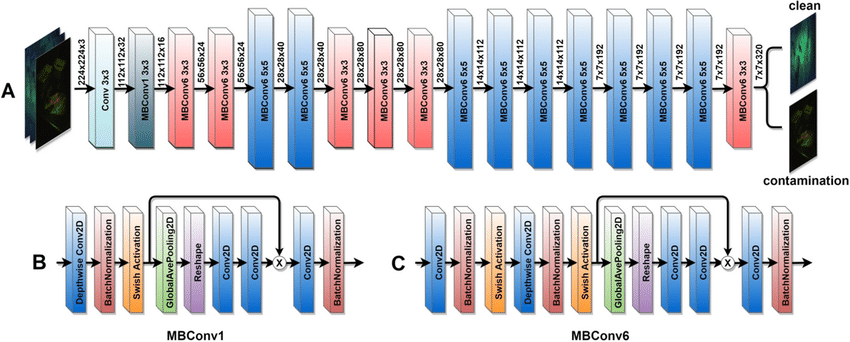 clean
A
224x224x3
Conv 3x3
112x112x32
MBConv1 3x3
112x112x16
MBConv6 3x3
56x56x24
MBConv6 3x3
56x56x24
MBConv6 5x5
28x28x40
MBConv6 5x5
28x28x40
MBConv6 3x3
28x28x80
MBConv6 3x3
28x28x80
MBConv6 3x3
28x28x80
MBConv6 5x5
14x14x112
MBConv6 5x5
14x14x112
MBConv6 5x5
14x14x112
MBConv6 5x5
7x7x192
MBConv6 5x5
7x7x192
MBConv6 5x5
7x7x192
MBConv6 5x5
7x7x192
MBConv6 3x3
7x7x320
contamination
B
Depthwise Conv2D
BatchNormalization
Swish Activation
GlobalAvePooling2D
Reshape
Conv2D
Conv2D
X
Conv2D
BatchNormalization
MBConv1
C
Conv2D
BatchNormalization
Swish Activation
Depthwise Conv2D
BatchNormalization
Swish Activation
GlobalAvePooling2D
Reshape
Conv2D
Conv2D
X
Conv2D
BatchNormalization
MBConv6